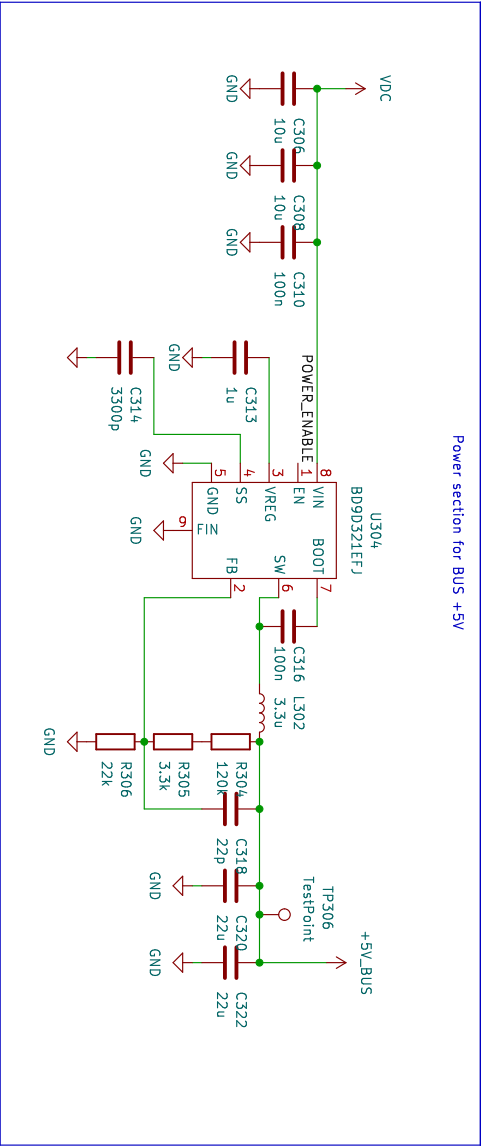 Power section for BUS +5V
VDC
GND
C306
10u
GND
C308
10u
GND
C310
100n
GND
C313
1u
C314
3300p
POWER_ENABLE
GND
GND
U304
BD9D321EFJ
8
VIN
1
EN
3
VREG
4
SS
5
GND
9
FIN
BOOT
7
SW
6
FB
2
C316
100n
L302
3.3u
R304
120k
R305
3.3k
R306
22k
GND
C318
22p
C320
22u
GND
TP306
TestPoint
C322
22u
GND
+5V_BUS